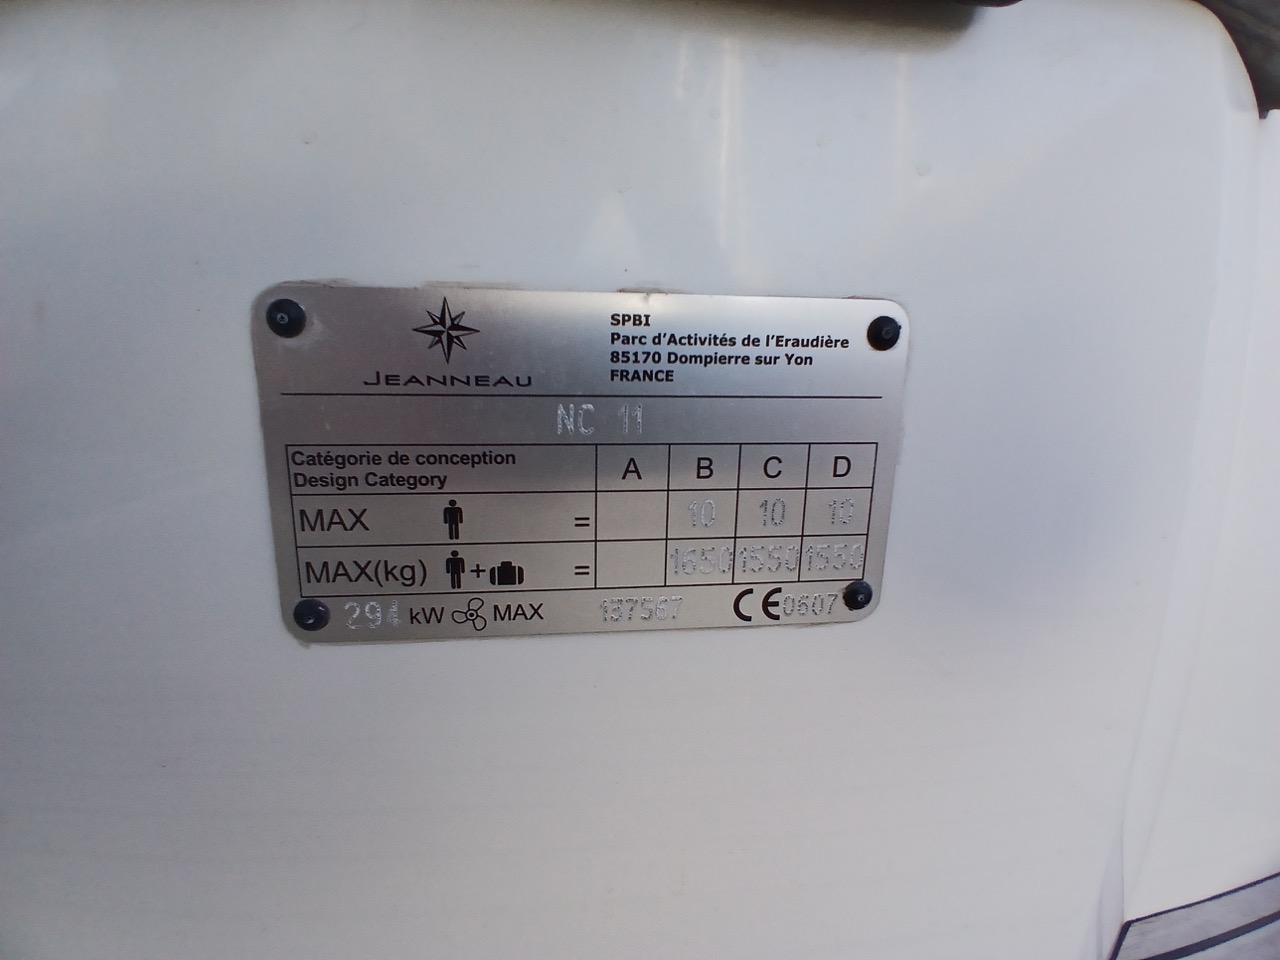 JEANNEAU
SPBI
Parc d'Activités de l'Eraudière
85170 Dompierre sur Yon
FRANCE
NC 11
Catégorie de conception
Design Category
A B C D
MAX = 10 10 10
MAX(kg) + = 1650 1550 1550
294 kW MAX 137567 CE0607